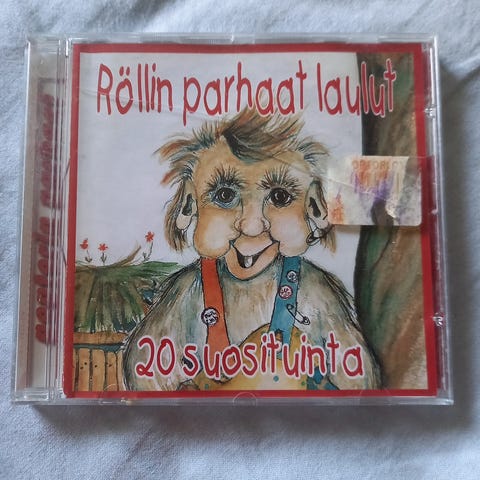 Röllin parhaat laulut
20 suosituinta